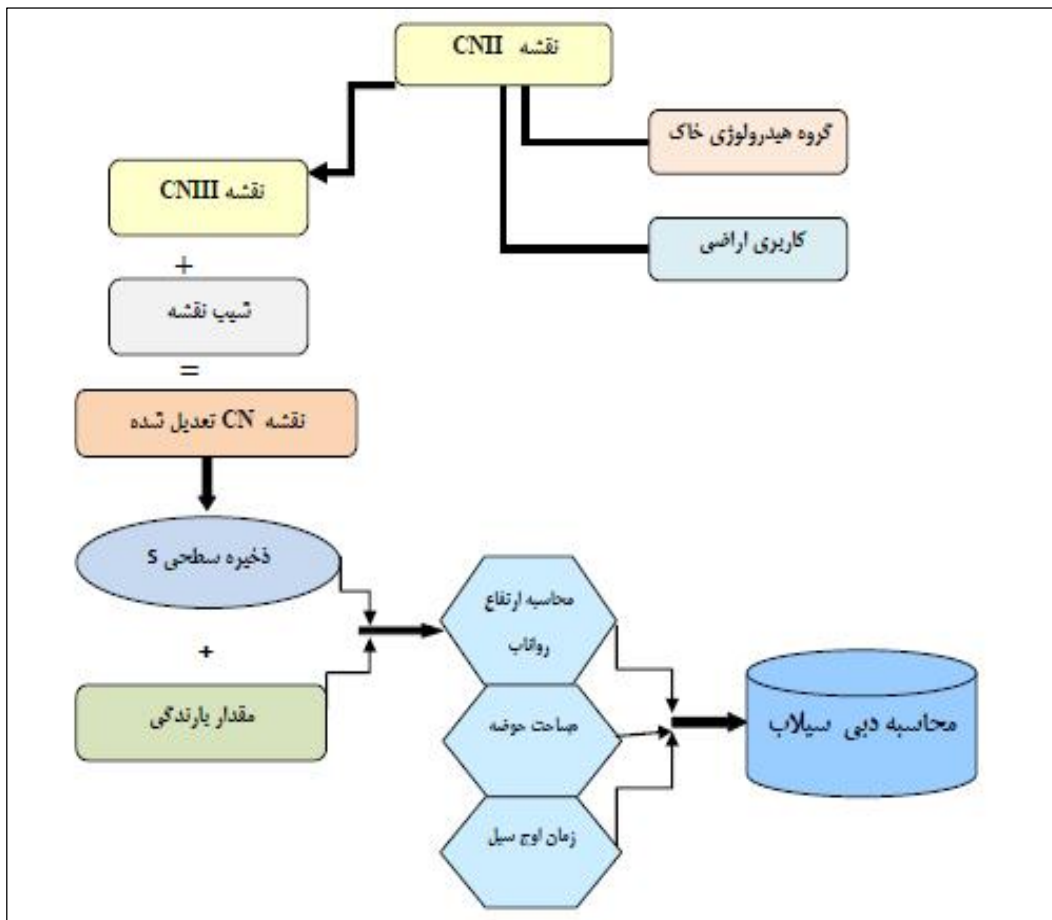 نقشه CNII
گروه هیدرولوژی خاک
نقشه CNIII
کاربری اراضی
+
شیب نقشه
=
نقشه CN تعدیل شده
ذخیره سطحی S
محاسبه ارتفاع
رواناب
+
مقدار بارندگی
مساحت حوضه
محاسبه دبی سیلاب
زمان اوج سیل